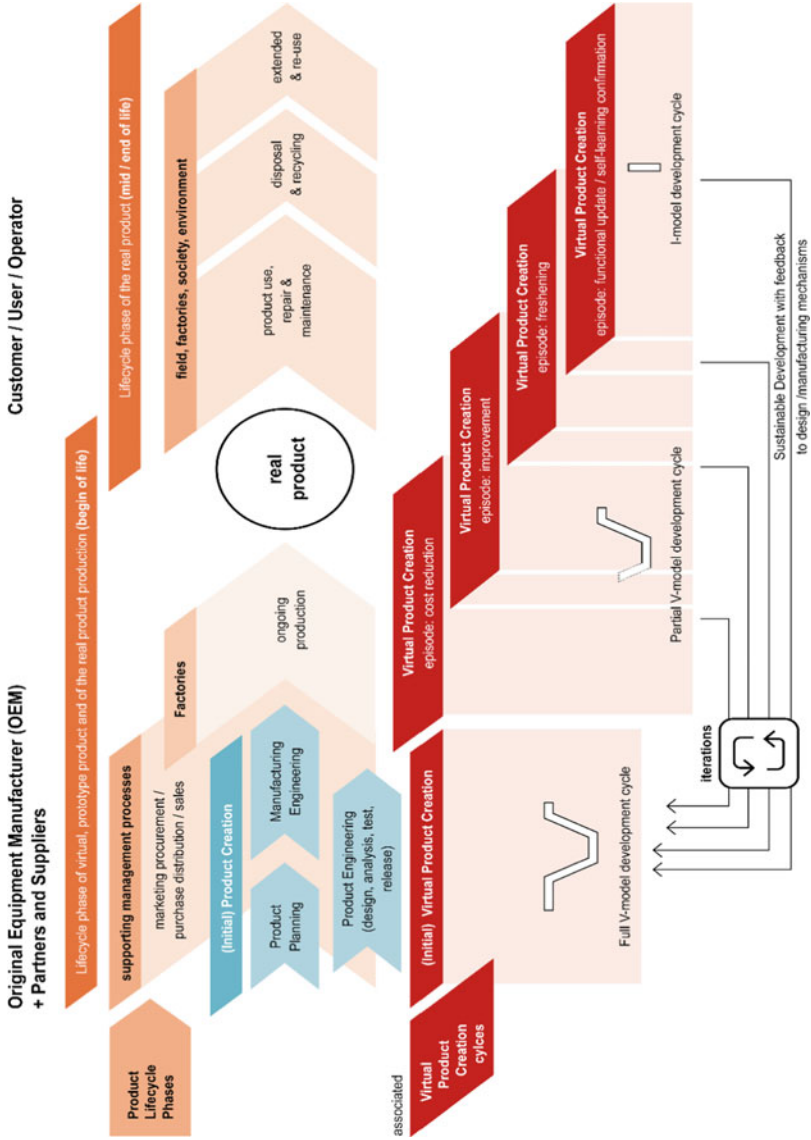 Original Equipment Manufacturer (OEM)
+ Partners and Suppliers
Customer / User / Operator
Lifecycle phase of virtual, prototype product and of the real product production (begin of life)
Lifecycle phase of the real product (mid / end of life)
Product
Lifecycle
Phases
supporting management processes
marketing procurement /
purchase distribution / sales
Factories
ongoing
production
(Initial) Product Creation
Product
Planning
Manufacturing
Engineering
Product Engineering
(design, analysis, test,
release)
real
product
field, factories, society, environment
product use,
repair &
maintenance
disposal
& recycling
extended
& re-use
associated
Virtual
Product
Creation
cylces
(Initial) Virtual Product Creation
Full V-model development cycle
Virtual Product Creation
episode: cost reduction
Virtual Product Creation
episode: improvement
Virtual Product Creation
episode: freshening
Virtual Product Creation
episode: functional update / self-learning confirmation
Partial V-model development cycle
I-model development cycle
iterations
Sustainable Development with feedback
to design /manufacturing mechanisms